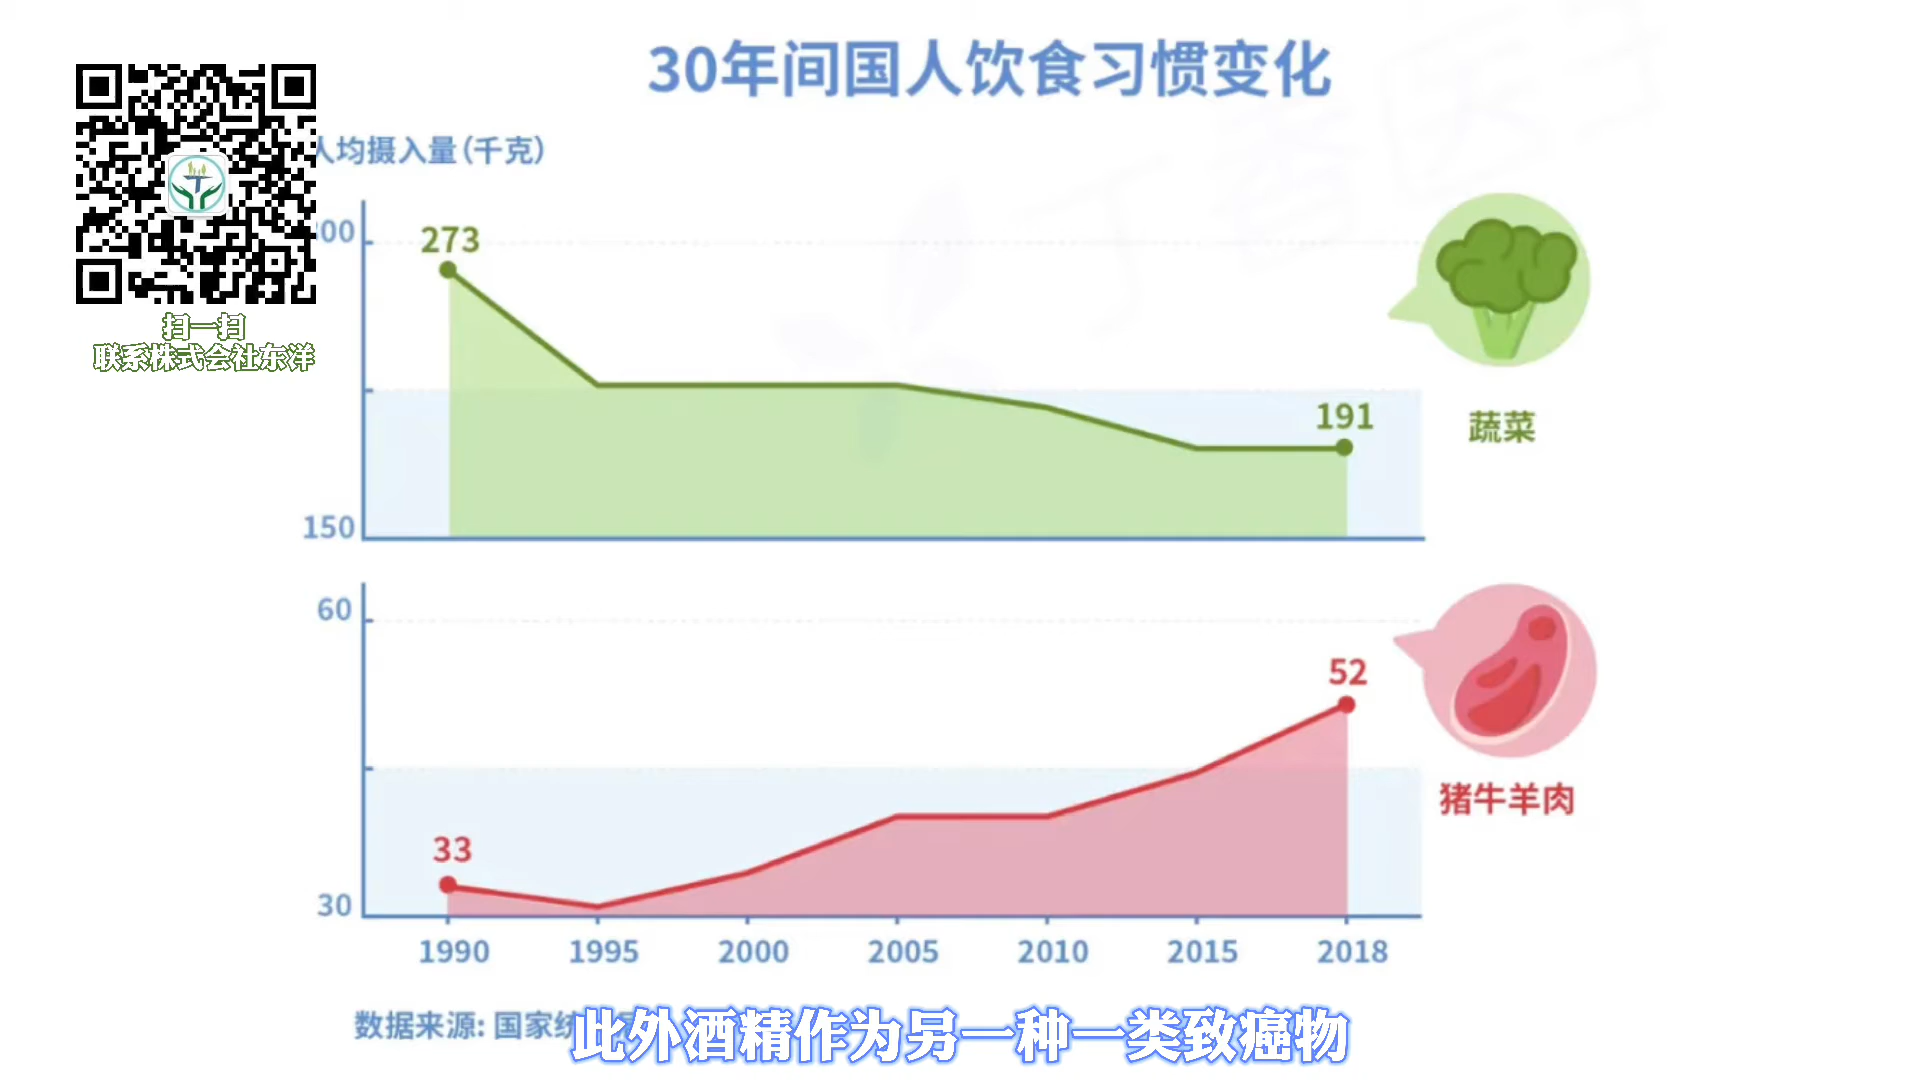 30年间国人饮食习惯变化
人均摄入量(千克)
扫一扫
联系株式会社东洋
273
191
蔬菜
150
60
52
猪牛羊肉
33
30
1990 1995 2000 2005 2010 2015 2018
数据来源: 国家统
此外酒精作为另一种一类致癌物